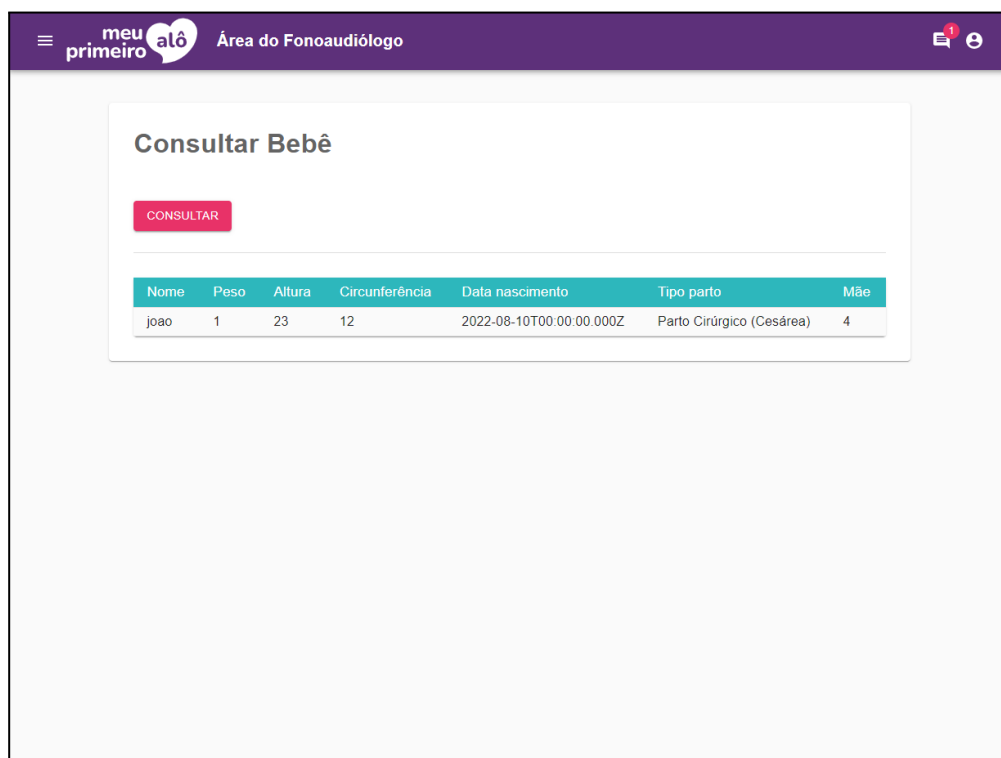 meu primeiro alô Área do Fonoaudiólogo 1
Consultar Bebê
CONSULTAR
Nome Peso Altura Circunferência Data nascimento Tipo parto Mãe
joao 1 23 12 2022-08-10T00:00:00.000Z Parto Cirúrgico (Cesárea) 4